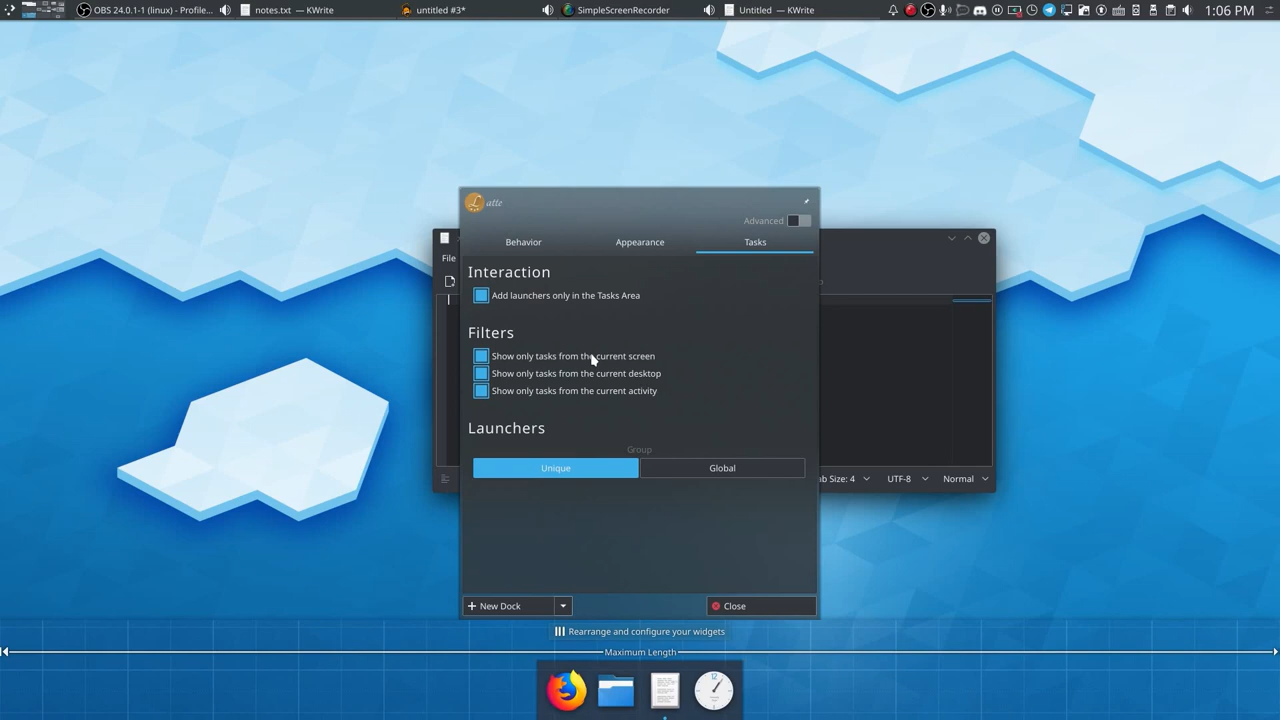 OBS 24.0.1-1 (linux) - Profile...
notes.txt — KWrite
untitled #3*
SimpleScreenRecorder
Untitled — KWrite
1:06 PM
Latte
Advanced
Behavior
Appearance
Tasks
File
Interaction
Add launchers only in the Tasks Area
Filters
Show only tasks from the current screen
Show only tasks from the current desktop
Show only tasks from the current activity
Launchers
Group
Unique
Global
b Size: 4
UTF-8
Normal
New Dock
Close
Rearrange and configure your widgets
Maximum Length
12